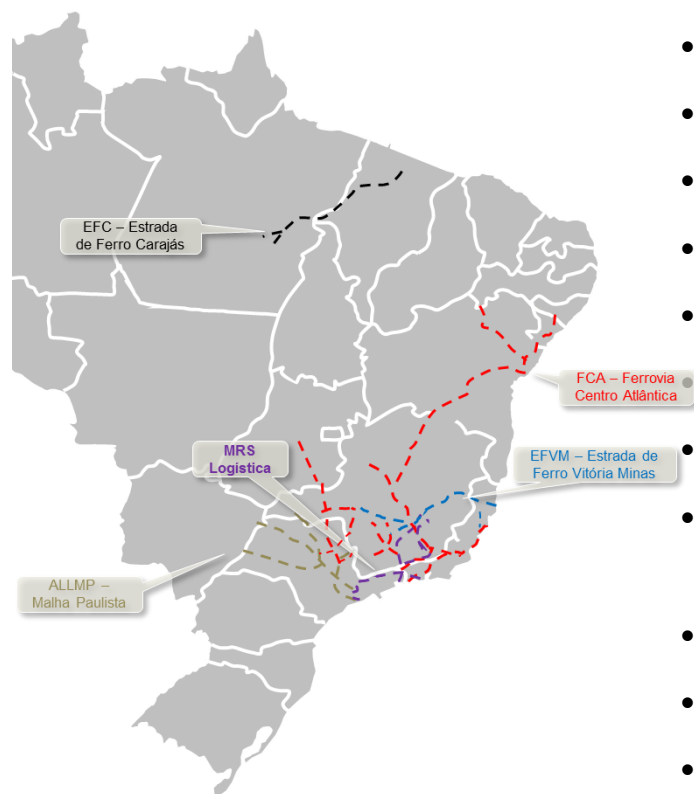 EFC – Estrada
de Ferro Carajás
FCA – Ferrovia
Centro Atlântica
MRS
Logistica
EFVM – Estrada de
Ferro Vitória Minas
ALLMP –
Malha Paulista